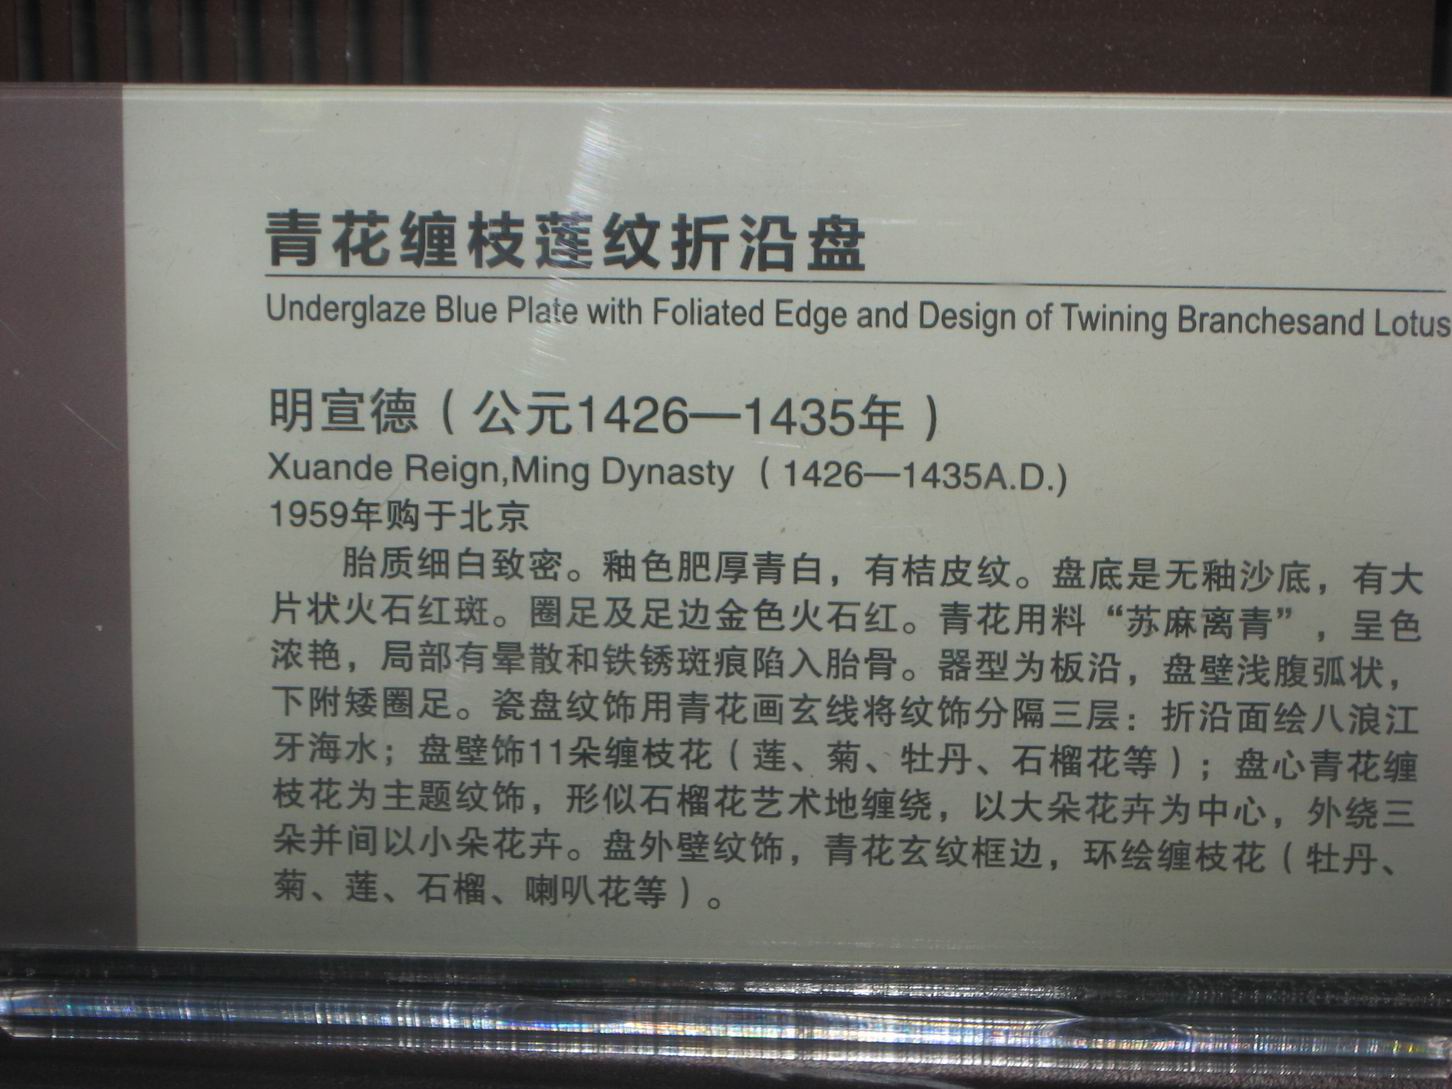 青花缠枝莲纹折沿盘
Underglaze Blue Plate with Foliated Edge and Design of Twining Branchesand Lotus
明宣德（公元1426—1435年）
Xuande Reign,Ming Dynasty（1426—1435A.D.)
1959年购于北京
胎质细白致密。釉色肥厚青白，有桔皮纹。盘底是无釉沙底，有大
片状火石红斑。圈足及足边金色火石红。青花用料“苏麻离青”，呈色
浓艳，局部有晕散和铁锈斑痕陷入胎骨。器型为板沿，盘壁浅腹弧状，
下附矮圈足。瓷盘纹饰用青花画玄线将纹饰分隔三层：折沿面绘八浪江
牙海水；盘壁饰11朵缠枝花（莲、菊、牡丹、石榴花等）；盘心青花缠
枝花为主题纹饰，形似石榴花艺术地缠绕，以大朵花卉为中心，外绕三
朵并间以小朵花卉。盘外壁纹饰，青花玄纹框边，环绘缠枝花（牡丹、
菊、莲、石榴、喇叭花等）。